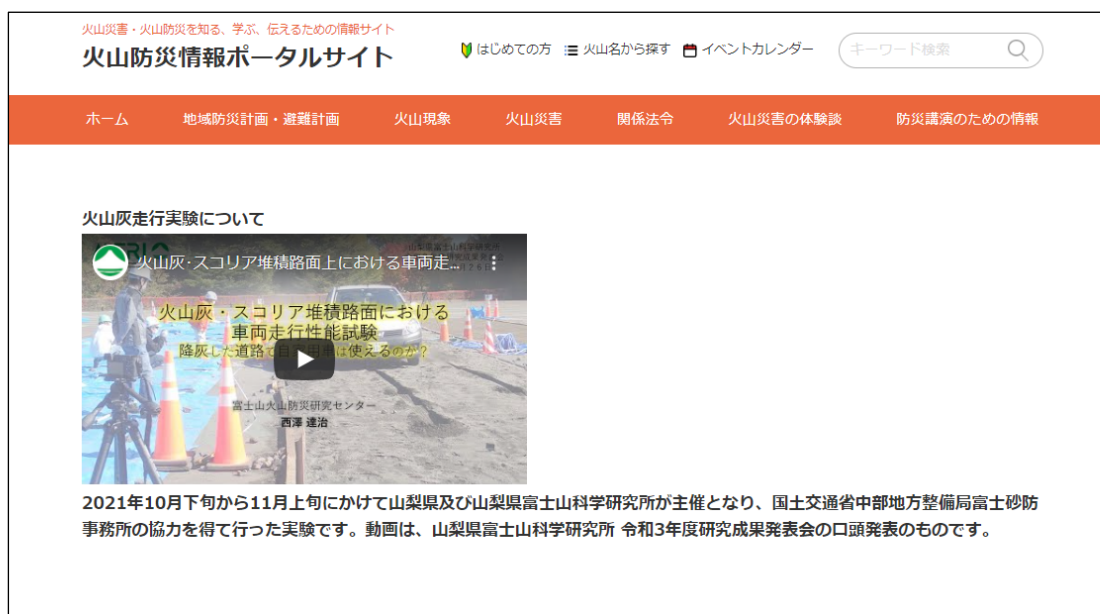 火山災害・火山防災を知る、学ぶ、伝えるための情報サイト
火山防災情報ポータルサイト
はじめての方 火山名から探す イベントカレンダー キーワード検索
ホーム 地域防災計画・避難計画 火山現象 火山災害 関係法令 火山災害の体験談 防災講演のための情報
火山灰走行実験について
火山灰・スコリア堆積路面上における車両走...
火山灰・スコリア堆積路面における
車両走行性能試験
降灰した道路で自家用車は使えるのか？
富士山火山防災研究センター
西澤 達治
2021年10月下旬から11月上旬にかけて山梨県及び山梨県富士山科学研究所が主催となり、国土交通省中部地方整備局富士砂防
事務所の協力を得て行った実験です。動画は、山梨県富士山科学研究所 令和3年度研究成果発表会の口頭発表のものです。